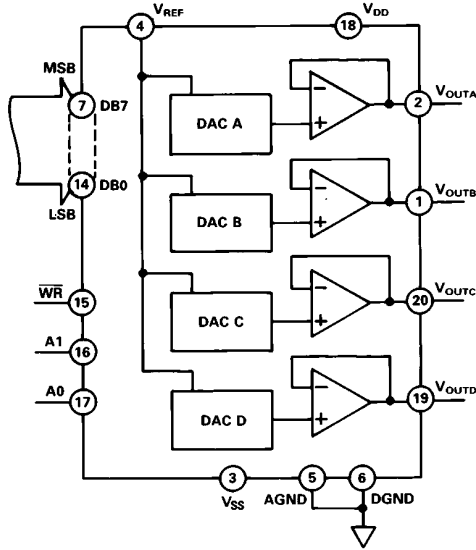 VREF
VDD
4
18
MSB
7
DB7
DAC A
−
+
2
VOUTA
14
DB0
LSB
DAC B
−
+
1
VOUTB
WR
15
A1
16
A0
17
DAC C
−
+
20
VOUTC
DAC D
−
+
19
VOUTD
3
5
6
VSS
AGND
DGND